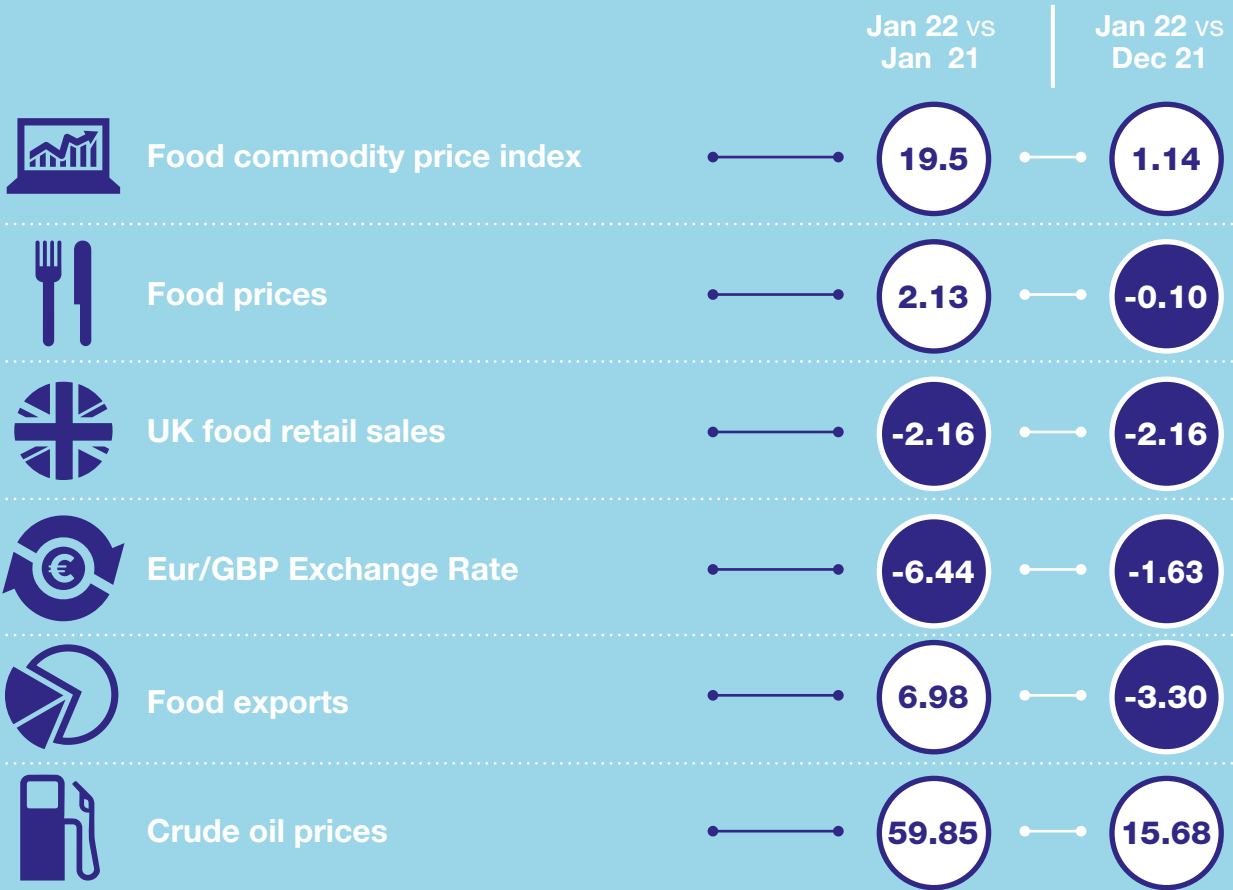 Jan 22 vs Jan 22 vs
Jan 21 Dec 21
Food commodity price index 19.5 1.14
Food prices 2.13 -0.10
UK food retail sales -2.16 -2.16
€ Eur/GBP Exchange Rate -6.44 -1.63
Food exports 6.98 -3.30
Crude oil prices 59.85 15.68